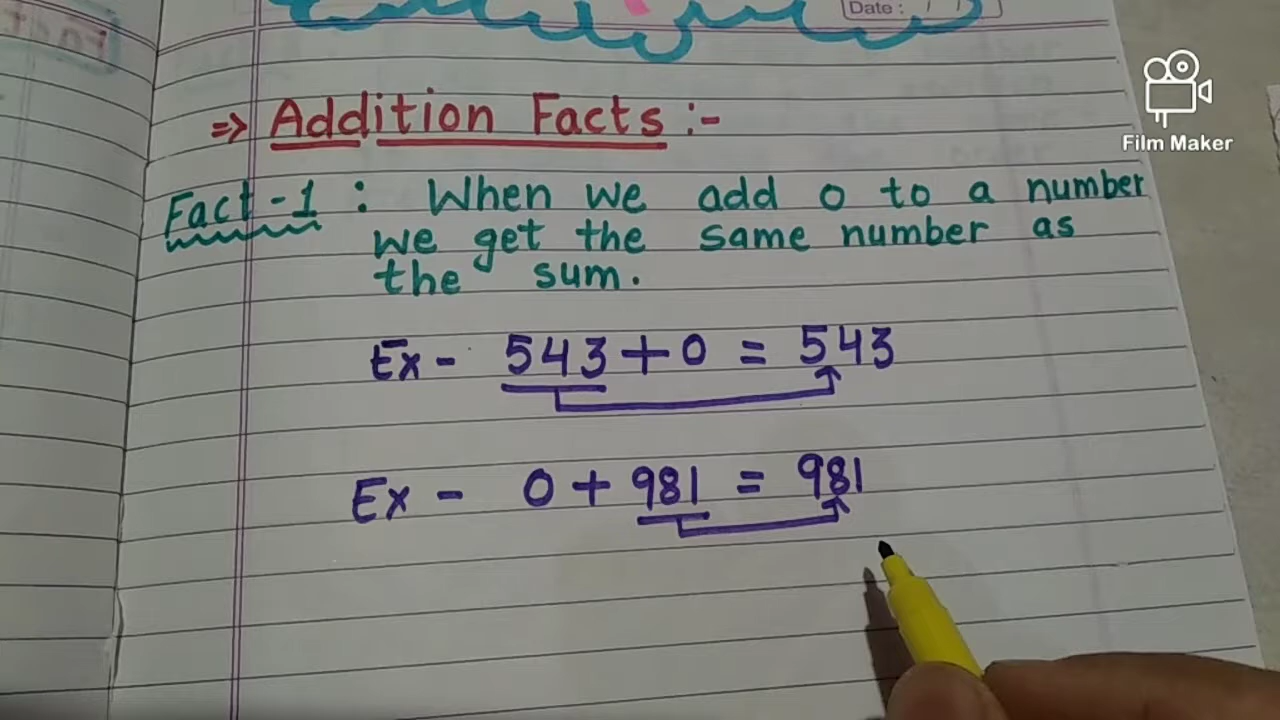 Date : / /
Film Maker
=> Addition Facts :-
Fact-1 : When we add 0 to a number
we get the same number as
the sum.
Ex - 543 + 0 = 543
Ex - 0 + 981 = 981